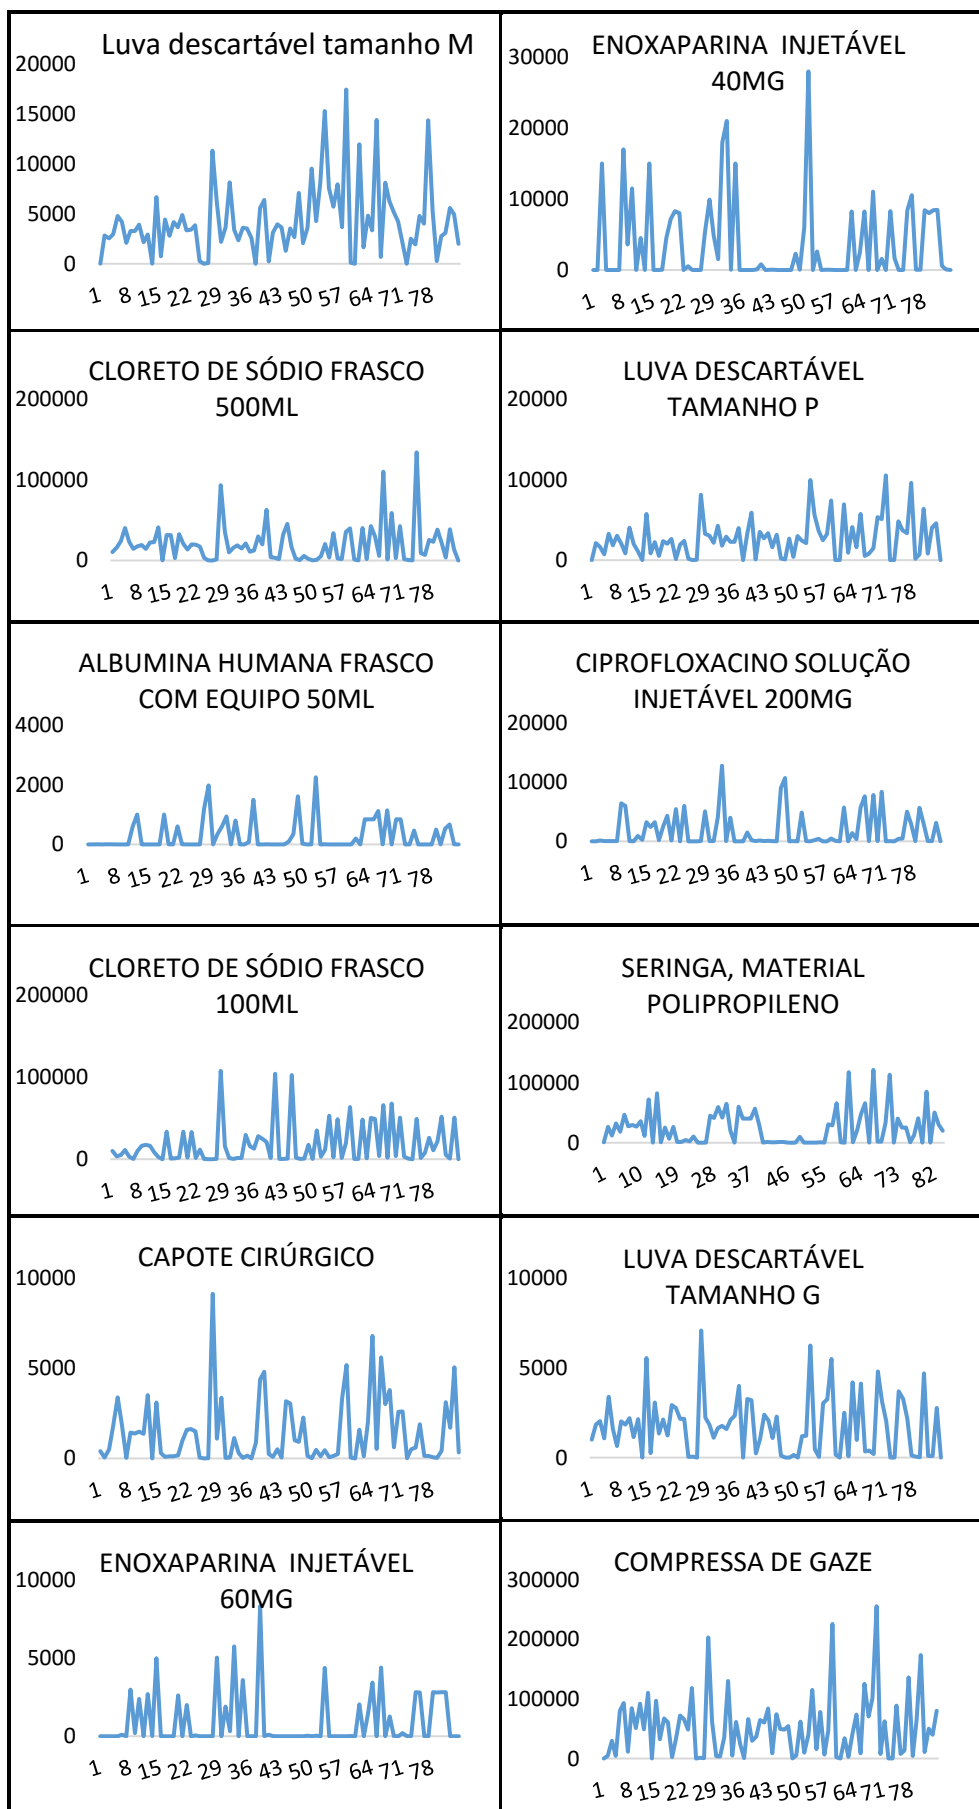 Luva descartável tamanho M
20000
15000
10000
5000
0
1 8 15 22 29 36 43 50 57 64 71 78
ENOXAPARINA INJETÁVEL
40MG
30000
20000
10000
0
1 8 15 22 29 36 43 50 57 64 71 78
CLORETO DE SÓDIO FRASCO
500ML
200000
100000
0
1 8 15 22 29 36 43 50 57 64 71 78
LUVA DESCARTÁVEL
TAMANHO P
20000
10000
0
1 8 15 22 29 36 43 50 57 64 71 78
ALBUMINA HUMANA FRASCO
COM EQUIPO 50ML
4000
2000
0
1 8 15 22 29 36 43 50 57 64 71 78
CIPROFLOXACINO SOLUÇÃO
INJETÁVEL 200MG
20000
10000
0
1 8 15 22 29 36 43 50 57 64 71 78
CLORETO DE SÓDIO FRASCO
100ML
200000
100000
0
1 8 15 22 29 36 43 50 57 64 71 78
SERINGA, MATERIAL
POLIPROPILENO
200000
100000
0
1 10 19 28 37 46 55 64 73 82
CAPOTE CIRÚRGICO
10000
5000
0
1 8 15 22 29 36 43 50 57 64 71 78
LUVA DESCARTÁVEL
TAMANHO G
10000
5000
0
1 8 15 22 29 36 43 50 57 64 71 78
ENOXAPARINA INJETÁVEL
60MG
10000
5000
0
1 8 15 22 29 36 43 50 57 64 71 78
COMPRESSA DE GAZE
300000
200000
100000
0
1 8 15 22 29 36 43 50 57 64 71 78